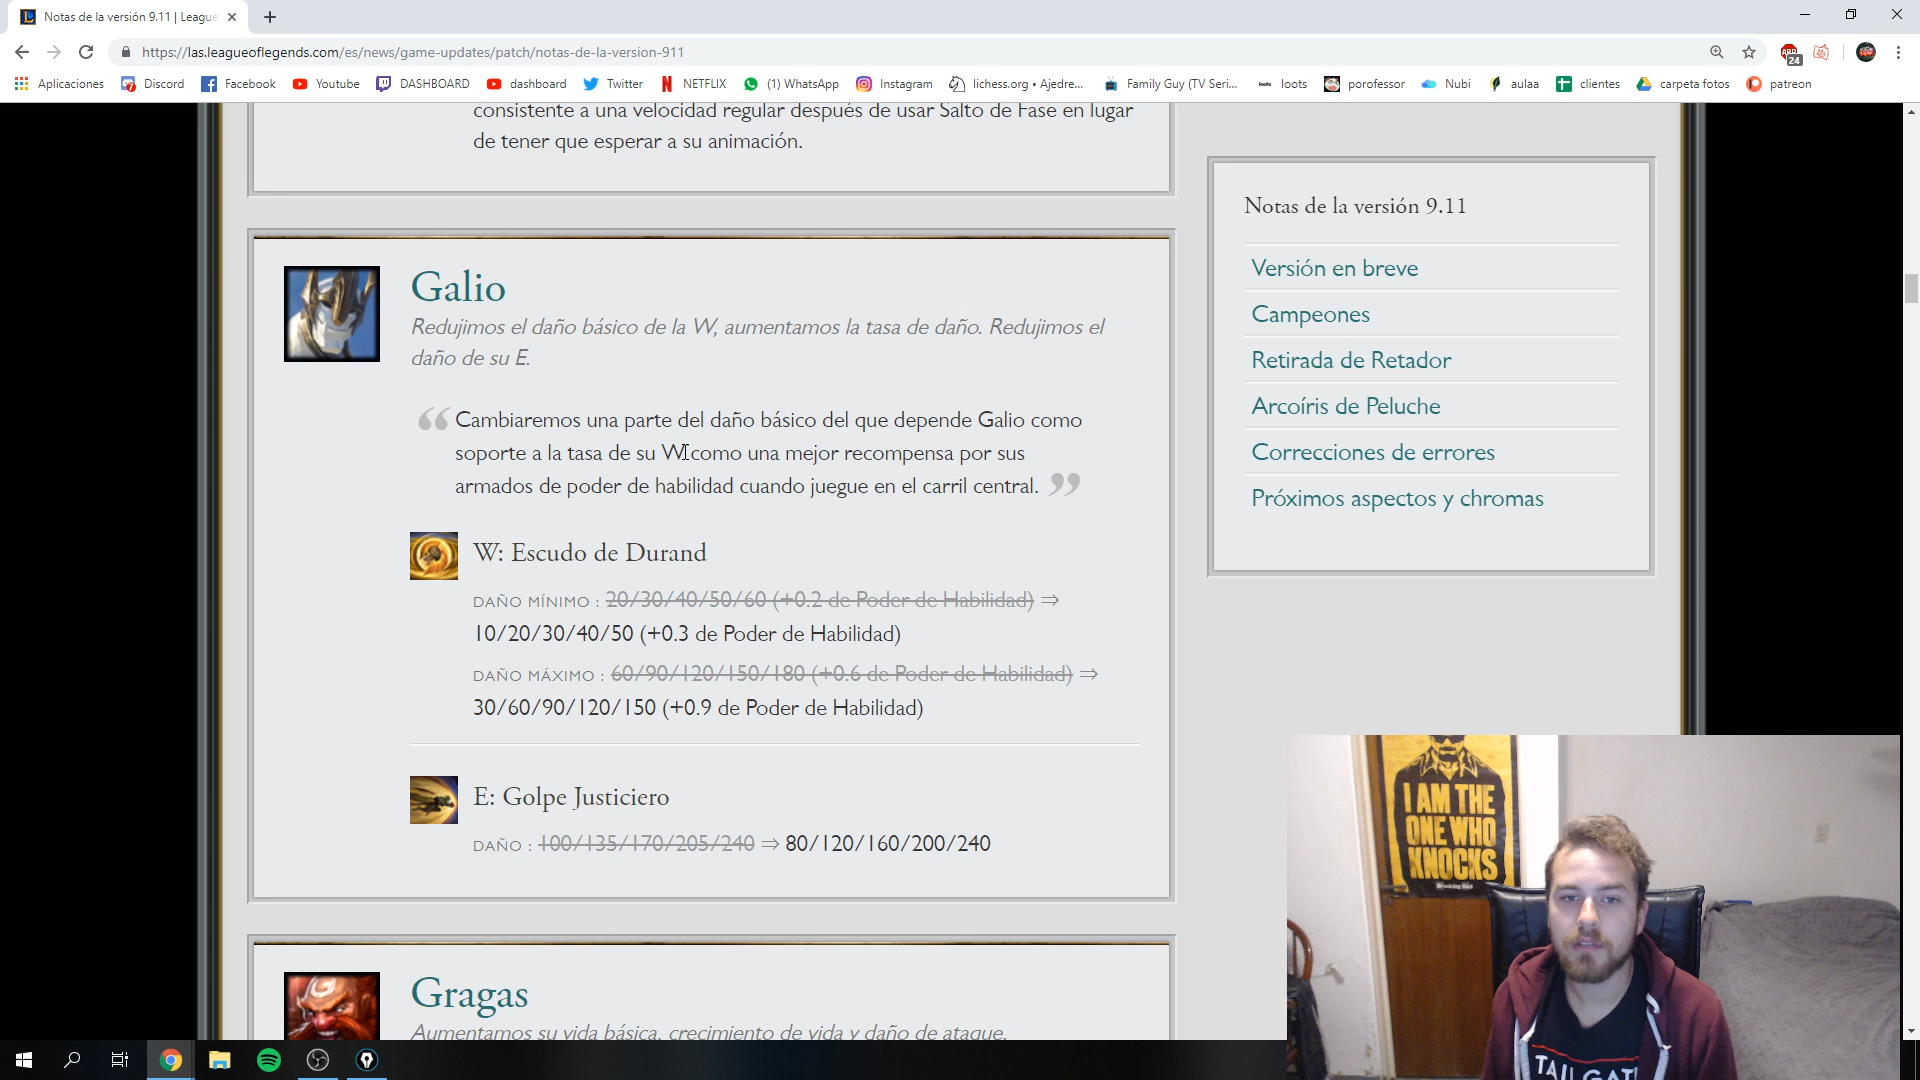 Notas de la versión 9.11 | League
https://las.leagueoflegends.com/es/news/game-updates/patch/notas-de-la-version-911
ABP
24
Aplicaciones
Discord
Facebook
Youtube
DASHBOARD
dashboard
Twitter
NETFLIX
(1) WhatsApp
Instagram
lichess.org • Ajedre...
Family Guy (TV Seri...
loots
porofessor
Nubi
aulaa
clientes
carpeta fotos
patreon
consistente a una velocidad regular después de usar Salto de Fase en lugar
de tener que esperar a su animación.
Galio
Redujimos el daño básico de la W, aumentamos la tasa de daño. Redujimos el
daño de su E.
“ Cambiaremos una parte del daño básico del que depende Galio como
soporte a la tasa de su W como una mejor recompensa por sus
armados de poder de habilidad cuando juegue en el carril central. ”
W: Escudo de Durand
DAÑO MÍNIMO : 20/30/40/50/60 (+0.2 de Poder de Habilidad) ⇒
10/20/30/40/50 (+0.3 de Poder de Habilidad)
DAÑO MÁXIMO : 60/90/120/150/180 (+0.6 de Poder de Habilidad) ⇒
30/60/90/120/150 (+0.9 de Poder de Habilidad)
E: Golpe Justiciero
DAÑO : 100/135/170/205/240 ⇒ 80/120/160/200/240
Gragas
Aumentamos su vida básica, crecimiento de vida y daño de ataque.
Notas de la versión 9.11
Versión en breve
Campeones
Retirada de Retador
Arcoíris de Peluche
Correcciones de errores
Próximos aspectos y chromas
I AM THE
ONE WHO
KNOCKS
Breaking Bad
TAILGATE